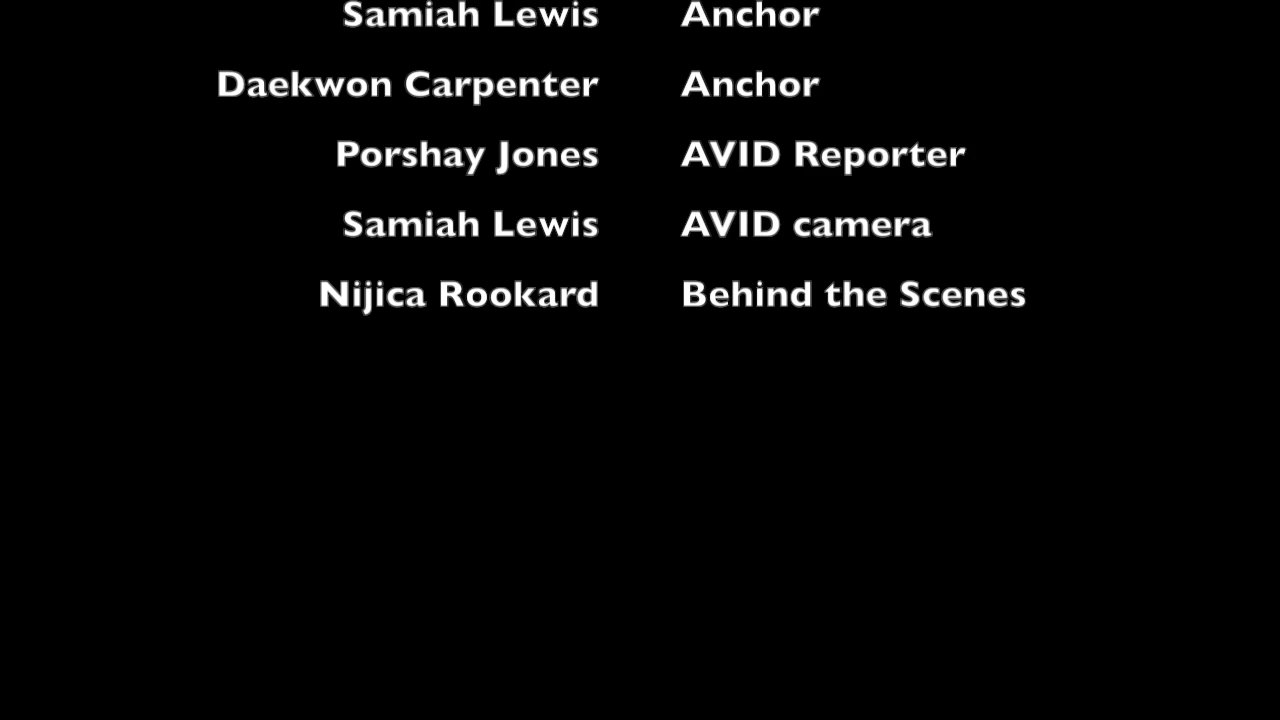 Samiah Lewis Anchor
Daekwon Carpenter Anchor
Porshay Jones AVID Reporter
Samiah Lewis AVID camera
Nijica Rookard Behind the Scenes